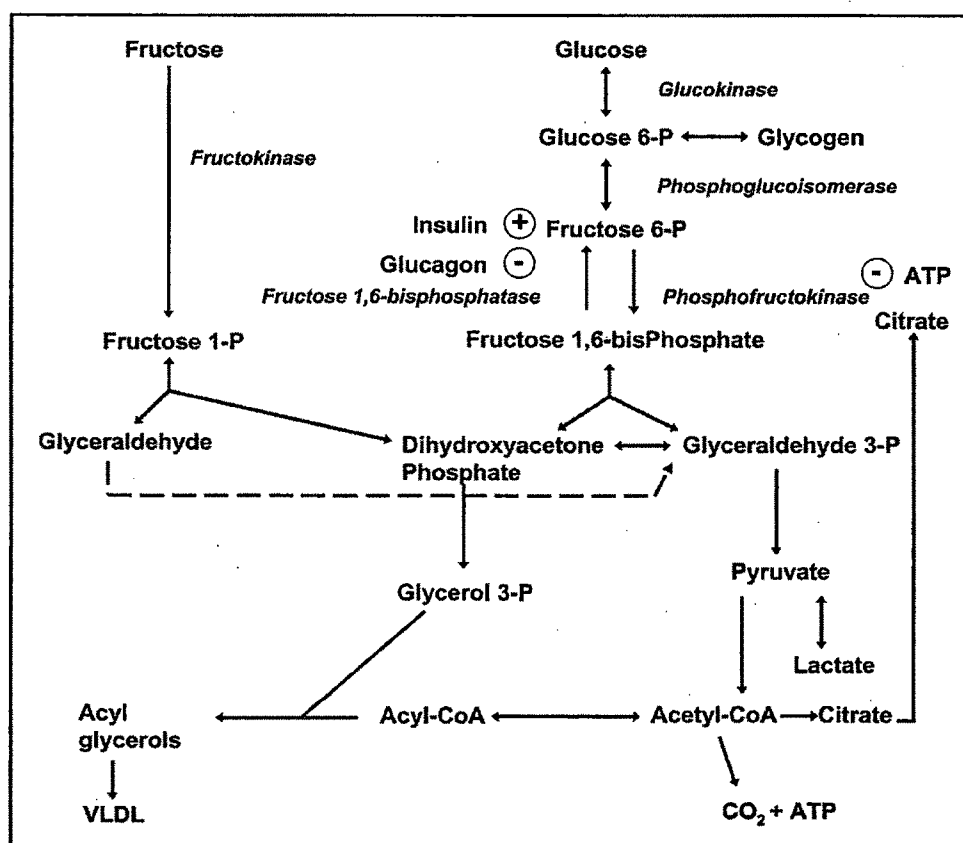 Fructose
Glucose
Glucokinase
Glucose 6-P
Glycogen
Fructokinase
Phosphoglucoisomerase
Insulin
+
Fructose 6-P
Glucagon
-
Fructose 1,6-bisphosphatase
Phosphofructokinase
-
ATP
Citrate
Fructose 1-P
Fructose 1,6-bisPhosphate
Glyceraldehyde
Dihydroxyacetone
Phosphate
Glyceraldehyde 3-P
Pyruvate
Glycerol 3-P
Lactate
Acyl
glycerols
Acyl-CoA
Acetyl-CoA
Citrate
VLDL
CO₂ + ATP